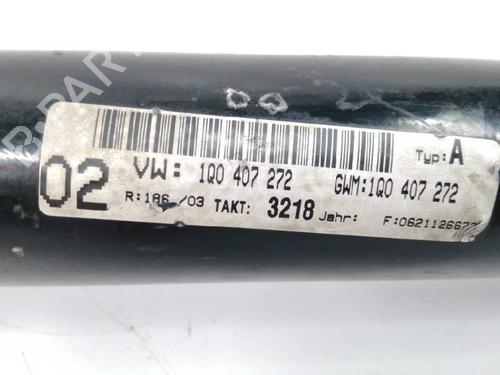 Typ: A
02 VW: 1Q0 407 272 GWM:1Q0 407 272
R:186 /03 TAKT: 3218 Jahr: F:0621126677